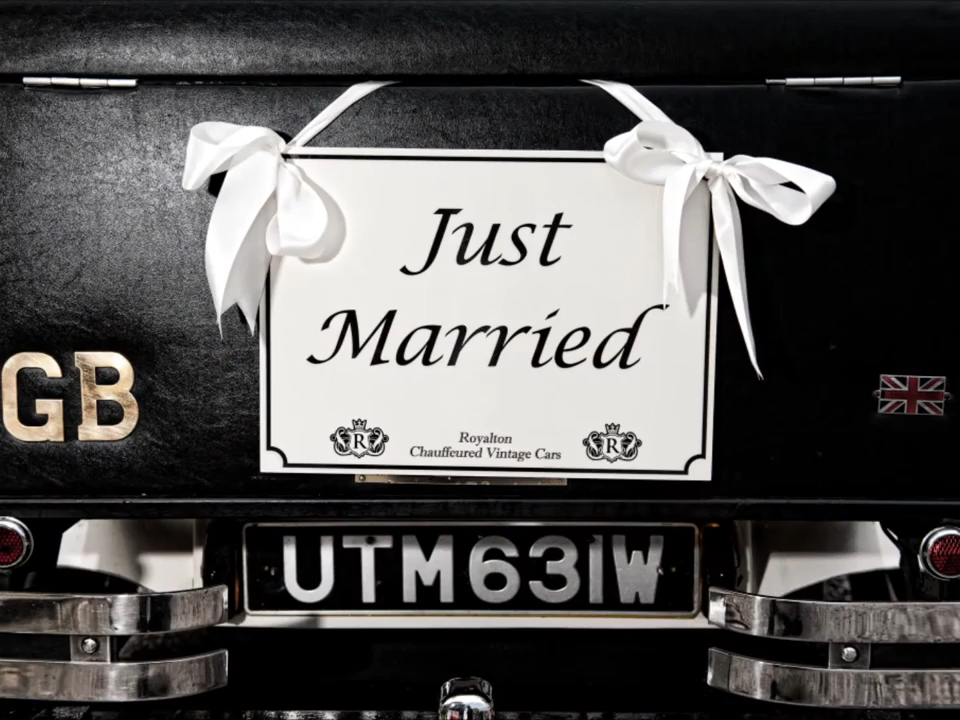 Just
Married
R
Royalton
R
Chauffeured Vintage Cars
GB
UTM631W